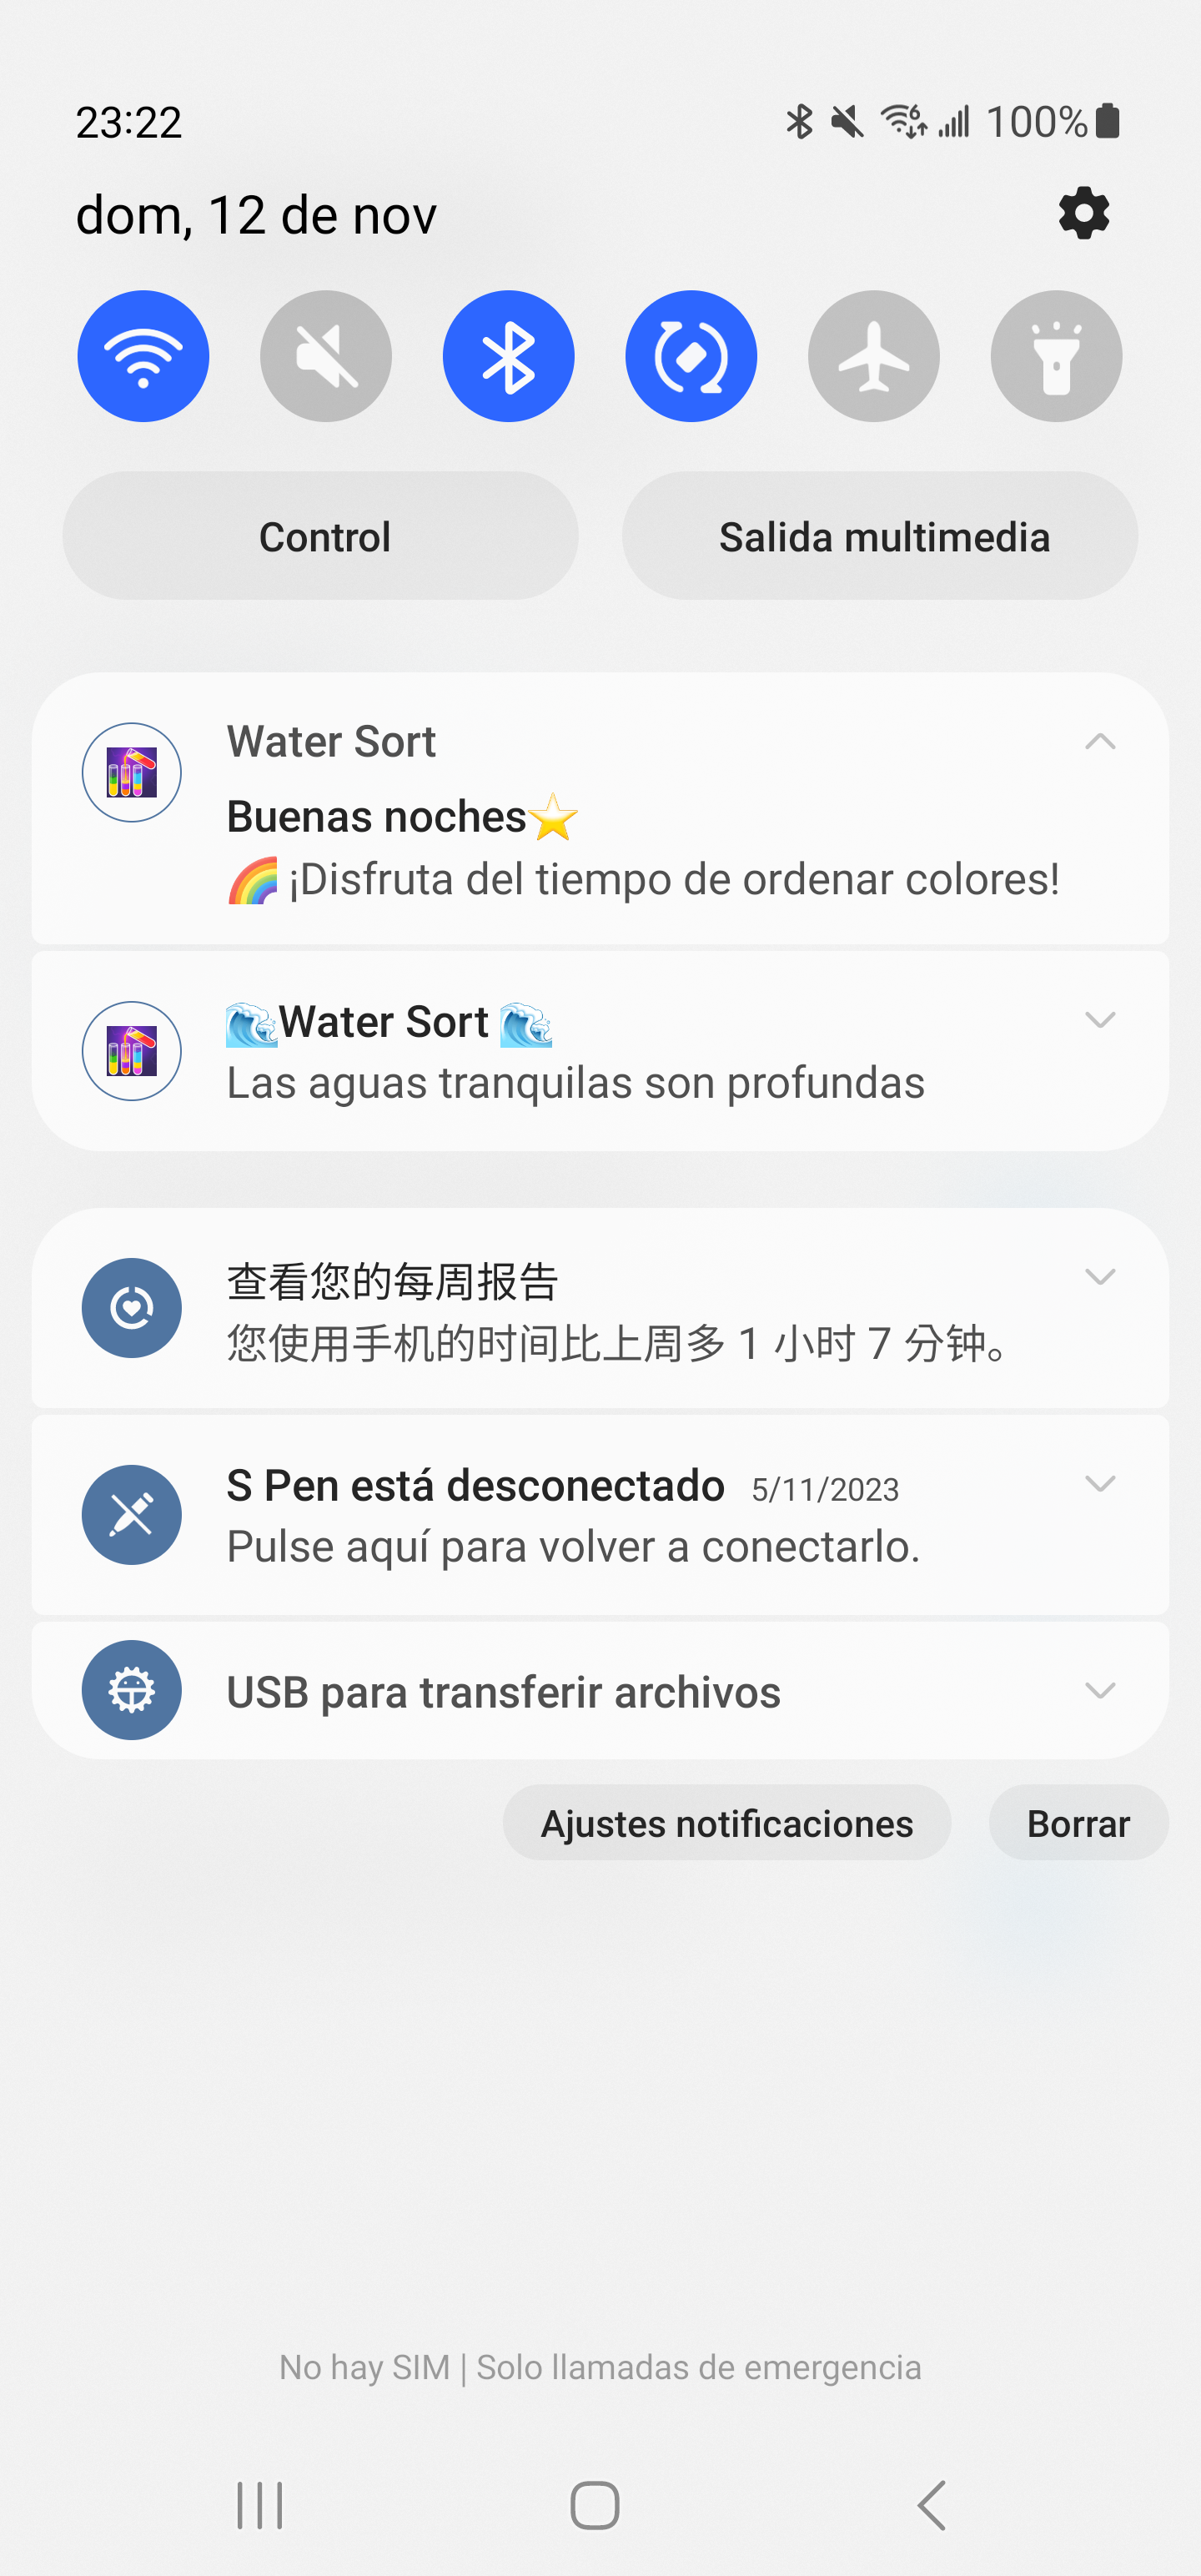 23:22
100%
dom, 12 de nov
Control
Salida multimedia
Water Sort
Buenas noches⭐
🌈 ¡Disfruta del tiempo de ordenar colores!
🌊Water Sort 🌊
Las aguas tranquilas son profundas
查看您的每周报告
您使用手机的时间比上周多 1 小时 7 分钟。
S Pen está desconectado 5/11/2023
Pulse aquí para volver a conectarlo.
USB para transferir archivos
Ajustes notificaciones
Borrar
No hay SIM | Solo llamadas de emergencia